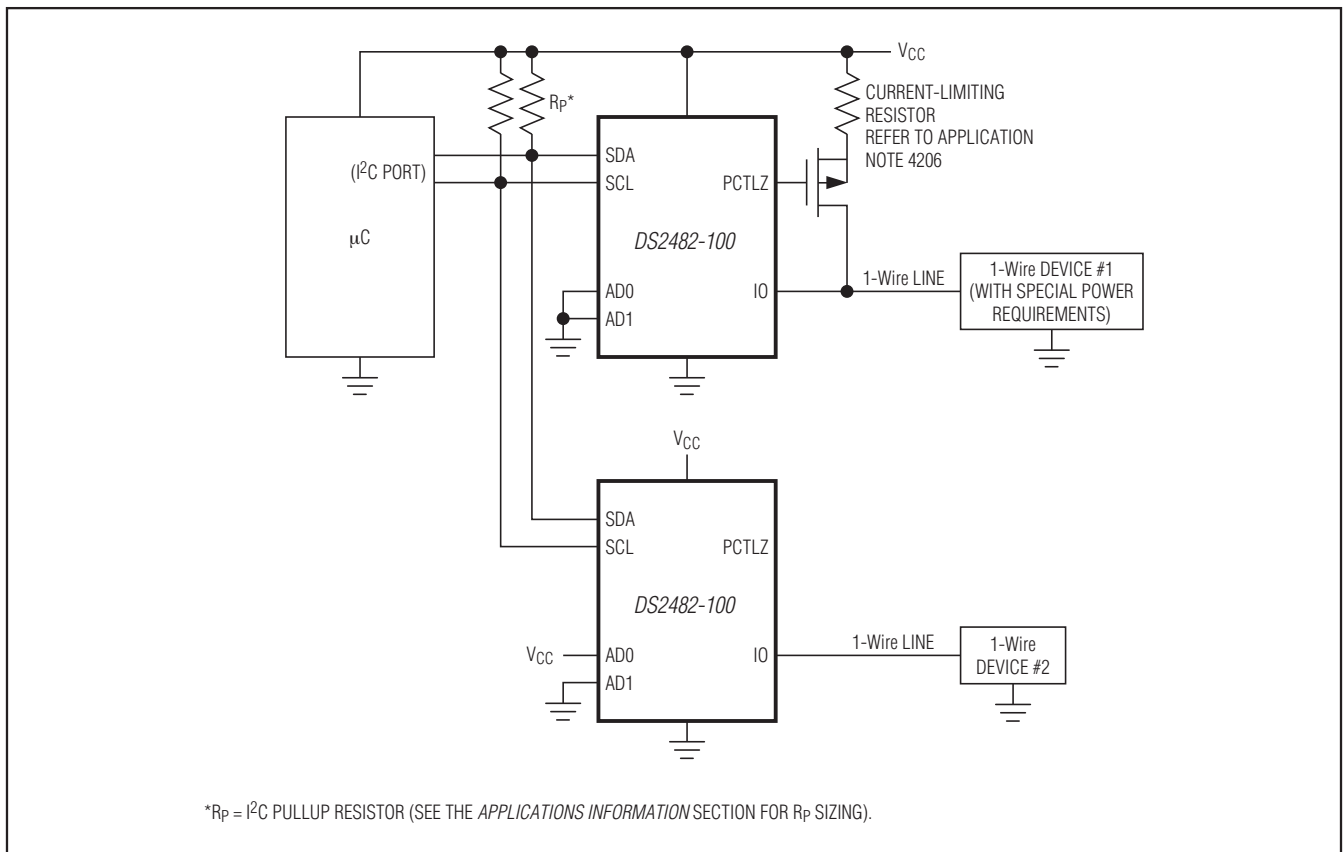 VCC
RP*
CURRENT-LIMITING
RESISTOR
REFER TO APPLICATION
NOTE 4206
(I2C PORT)
μC
SDA
SCL
PCTLZ
DS2482-100
AD0
AD1
IO
1-Wire LINE
1-Wire DEVICE #1
(WITH SPECIAL POWER
REQUIREMENTS)
VCC
SDA
SCL
PCTLZ
DS2482-100
VCC
AD0
AD1
IO
1-Wire LINE
1-Wire
DEVICE #2
*RP = I2C PULLUP RESISTOR (SEE THE APPLICATIONS INFORMATION SECTION FOR RP SIZING).